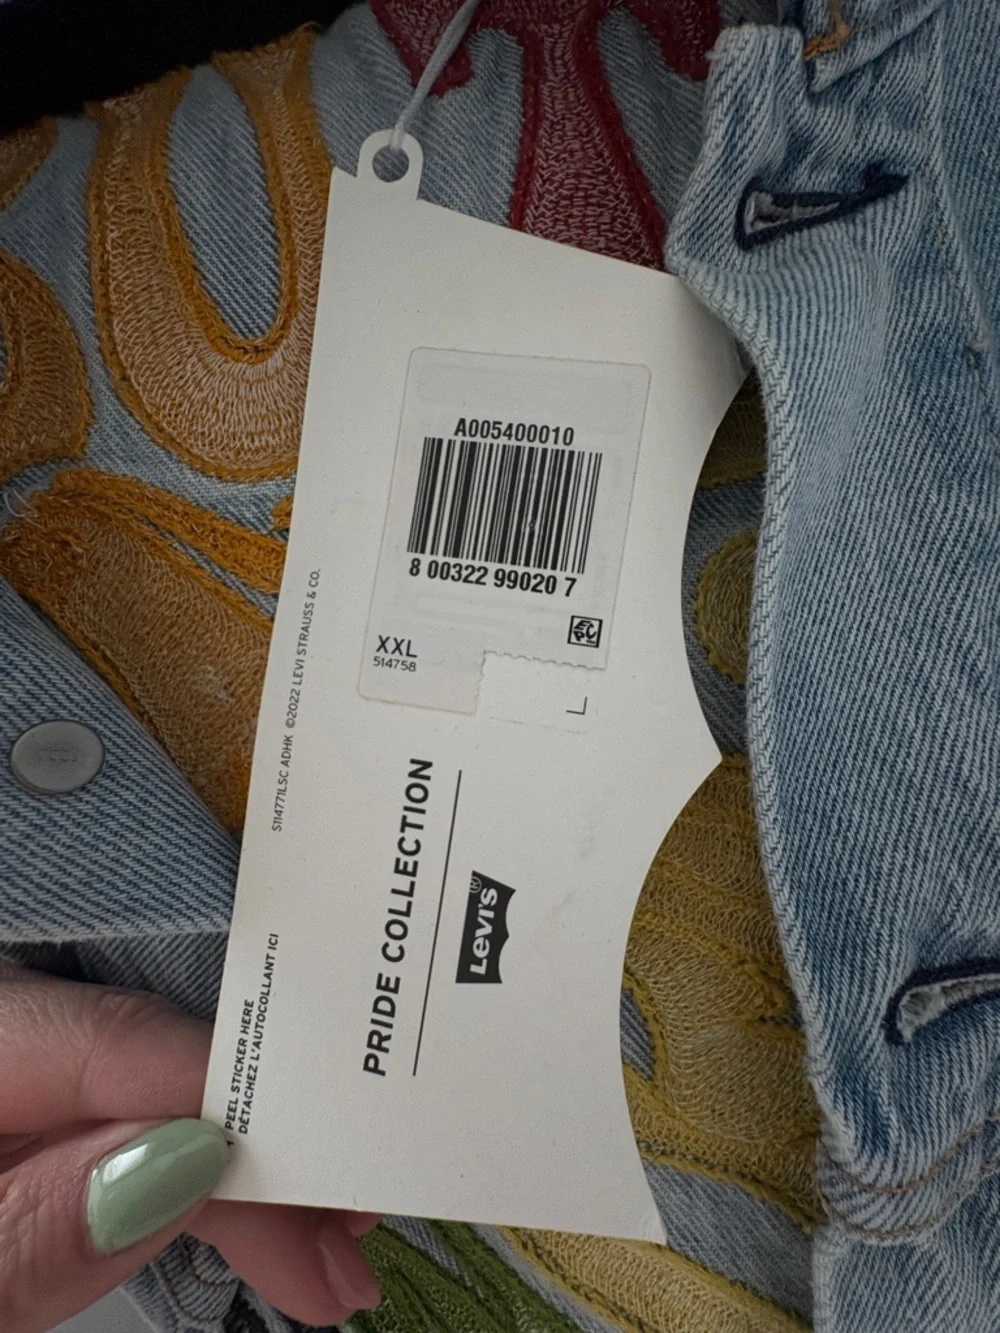 A005400010
8 00322 99020 7
XXL
514758
EPC
L
S114771LSC ADHK ©2022 LEVI STRAUSS & CO.
PRIDE COLLECTION
LEVI'S®
PEEL STICKER HERE
DÉTACHEZ L'AUTOCOLLANT ICI